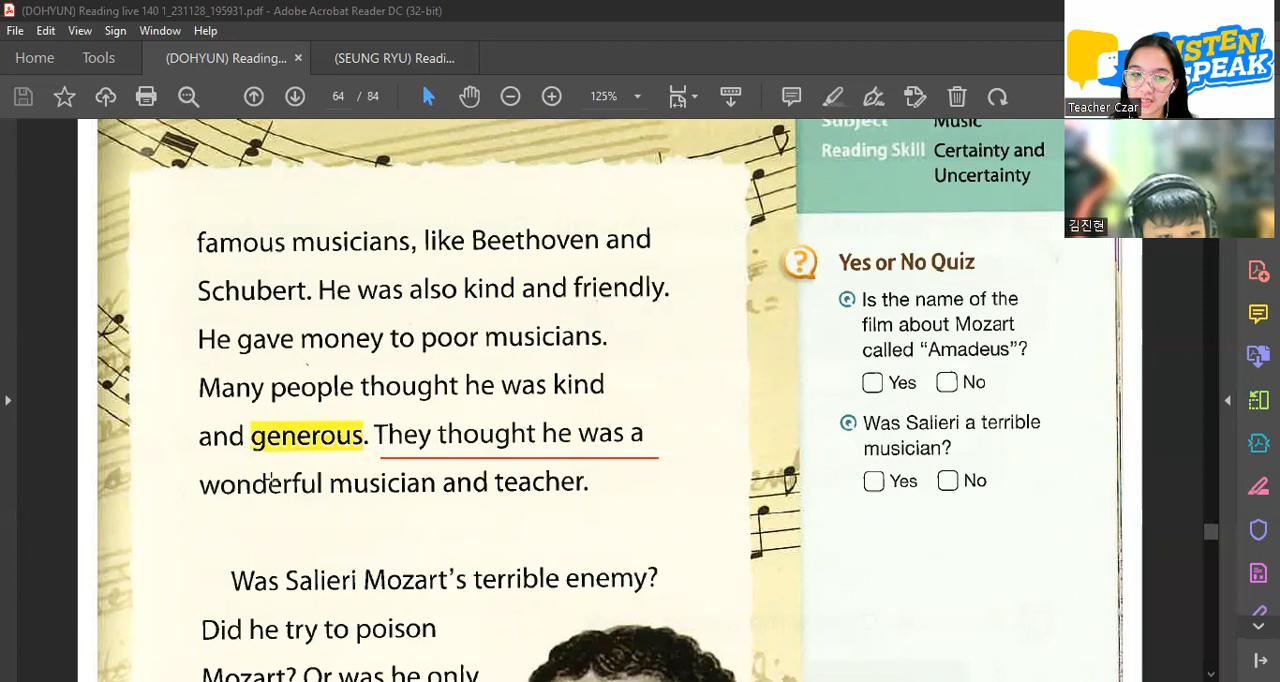 (DOHYUN) Reading live 140 1_231128_195931.pdf - Adobe Acrobat Reader DC (32-bit)
File Edit View Sign Window Help
Home Tools (DOHYUN) Reading... × (SEUNG RYU) Readi...
64 / 84 125%
LISTEN
SPEAK
Teacher Czar
김진현
Subject Music
Reading Skill Certainty and
Uncertainty
famous musicians, like Beethoven and
Schubert. He was also kind and friendly.
He gave money to poor musicians.
Many people thought he was kind
and generous. They thought he was a
wonderful musician and teacher.
Was Salieri Mozart's terrible enemy?
Did he try to poison
Mozart? Or was he only
? Yes or No Quiz
Q Is the name of the
film about Mozart
called “Amadeus”?
Yes No
Q Was Salieri a terrible
musician?
Yes No